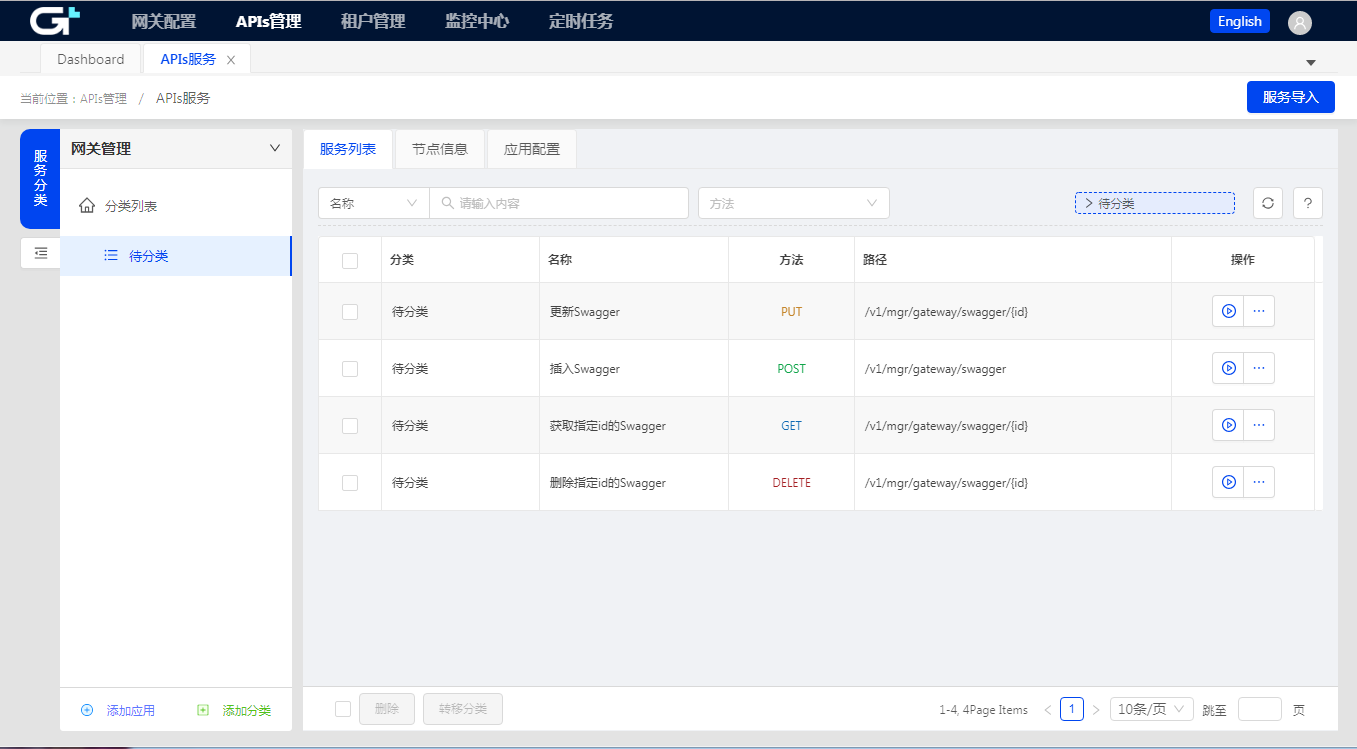 G+ 网关配置 APIs管理 租户管理 监控中心 定时任务 English
Dashboard APIs服务
当前位置：APIs管理 / APIs服务 服务导入
服务分类
网关管理
分类列表
待分类
添加应用 添加分类
服务列表 节点信息 应用配置
名称 请输入内容 方法 待分类 ?
分类 名称 方法 路径 操作
待分类 更新Swagger PUT /v1/mgr/gateway/swagger/{id} ...
待分类 插入Swagger POST /v1/mgr/gateway/swagger ...
待分类 获取指定id的Swagger GET /v1/mgr/gateway/swagger/{id} ...
待分类 删除指定id的Swagger DELETE /v1/mgr/gateway/swagger/{id} ...
删除 转移分类 1-4, 4Page Items 1 10条/页 跳至 页